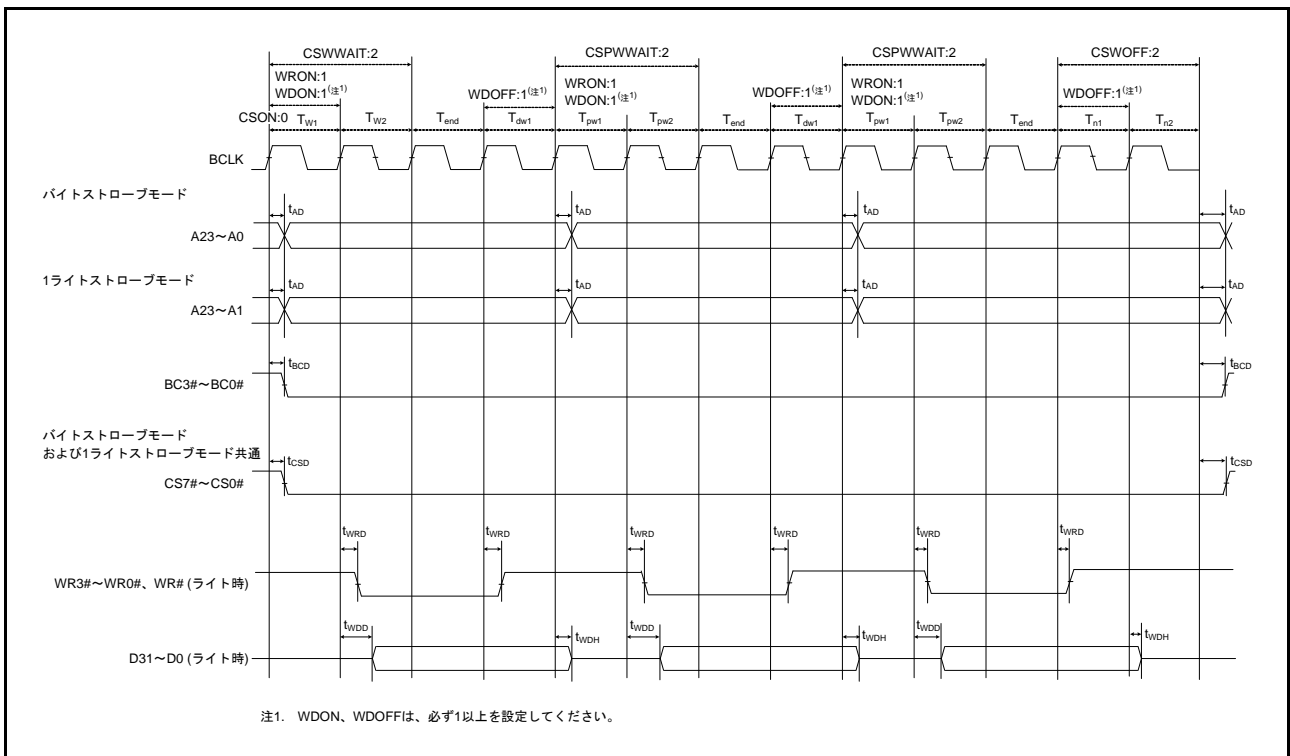 CSWWAIT:2 CSPWWAIT:2 CSPWWAIT:2 CSWOFF:2
WRON:1 WRON:1 WRON:1
WDON:1(注1) WDOFF:1(注1) WDON:1(注1) WDOFF:1(注1) WDON:1(注1) WDOFF:1(注1)
CSON:0 TW1 TW2 Tend Tdw1 Tpw1 Tpw2 Tend Tdw1 Tpw1 Tpw2 Tend Tn1 Tn2
BCLK
バイトストローブモード
tAD tAD tAD tAD
A23～A0
1ライトストローブモード
tAD tAD tAD tAD
A23～A1
tBCD tBCD
BC3#～BC0#
バイトストローブモード
および1ライトストローブモード共通
tCSD tCSD
CS7#～CS0#
tWRD tWRD tWRD tWRD tWRD tWRD
WR3#～WR0#、WR# (ライト時)
tWDD tWDH tWDD tWDH tWDD tWDH
D31～D0 (ライト時)
注1. WDON、WDOFFは、必ず1以上を設定してください。